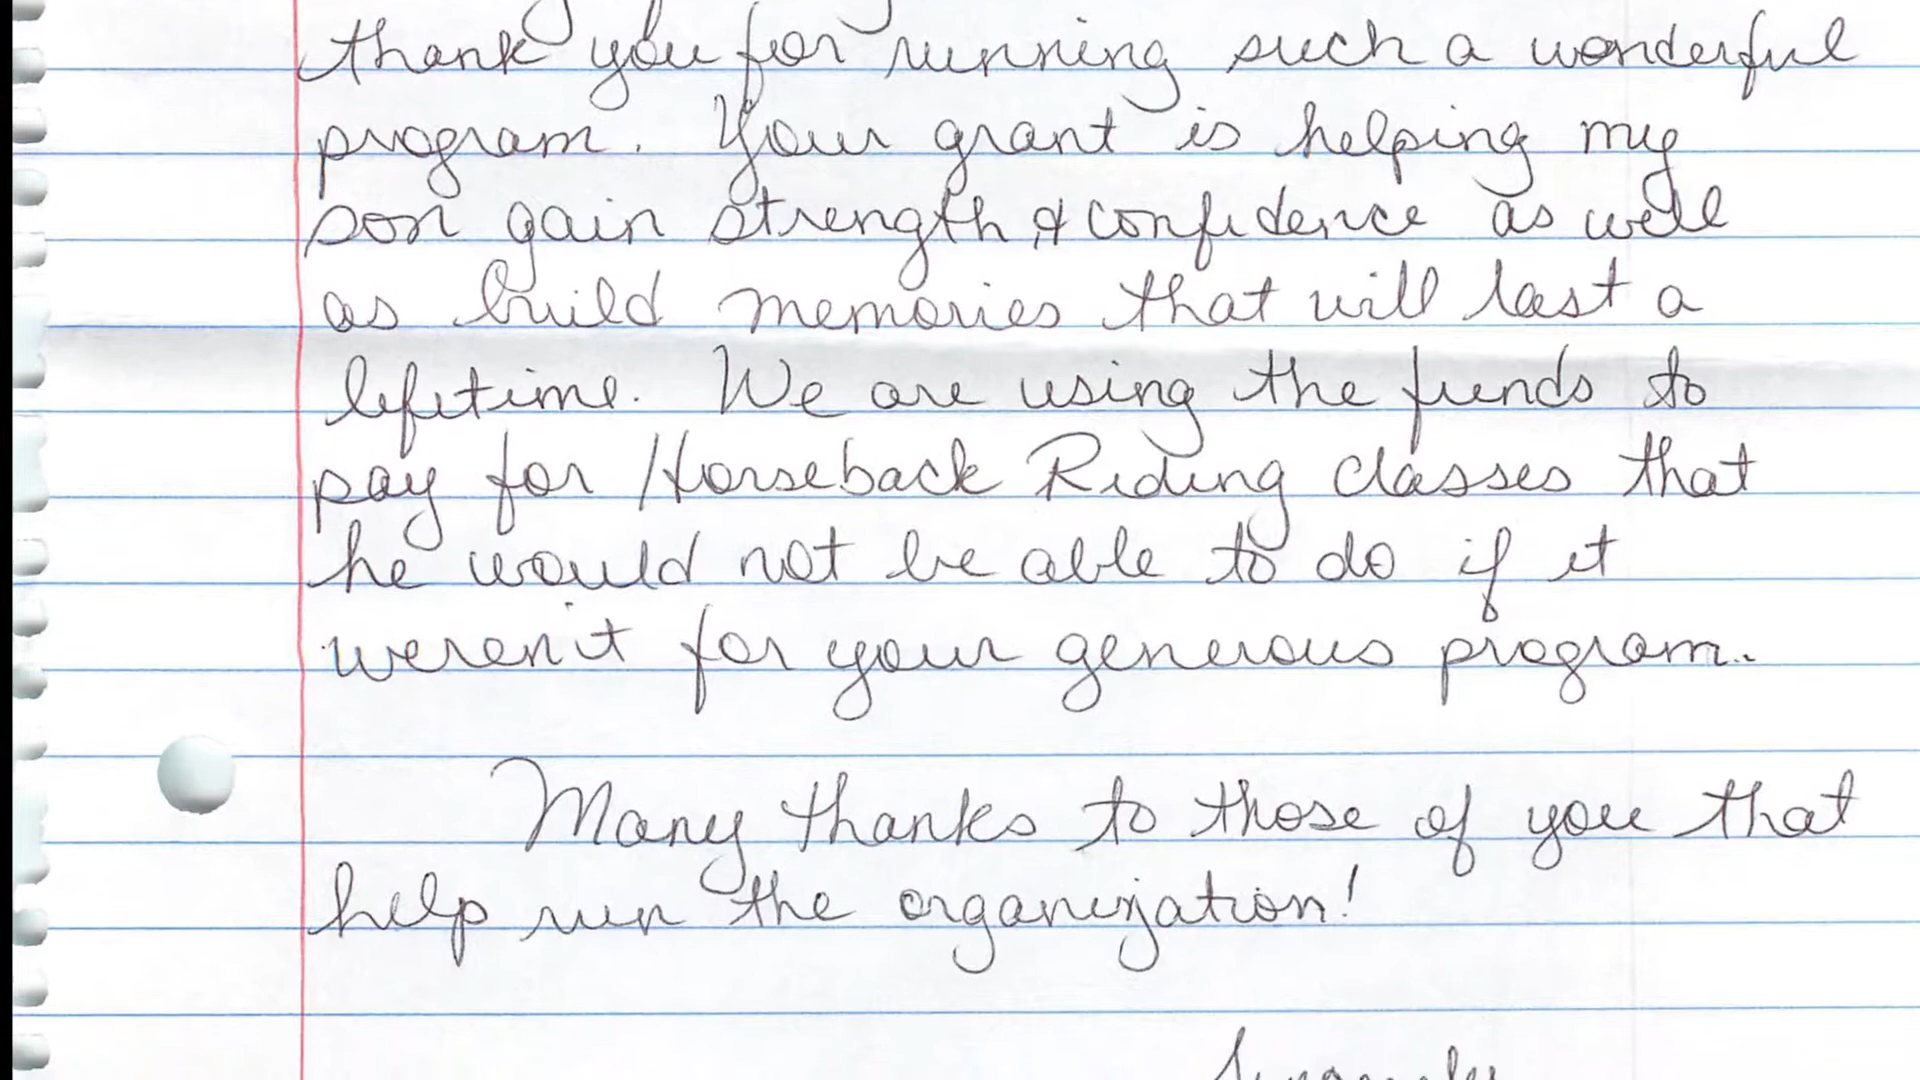 thank you for running such a wonderful
program. Your grant is helping my
son gain strength & confidence as well
as build memories that will last a
lifetime. We are using the funds to
pay for Horseback Riding classes that
he would not be able to do if it
weren't for your generous program.
Many thanks to those of you that
help run the organization!
Sincerely